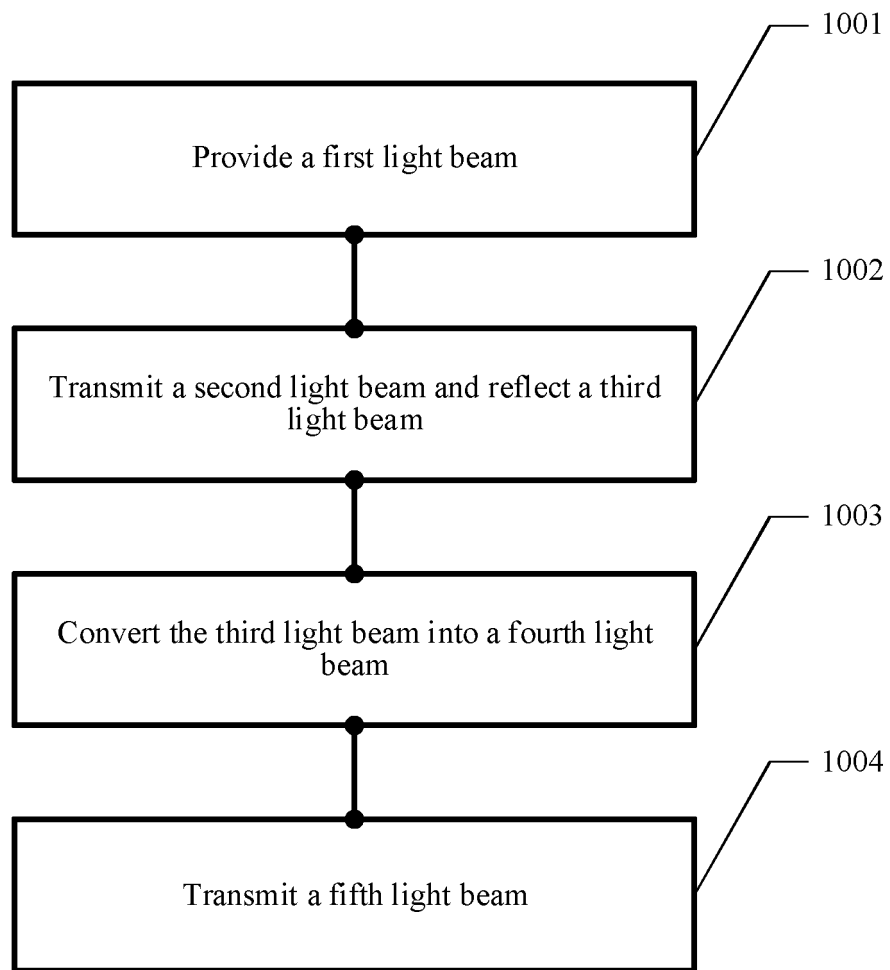 1001
Provide a first light beam
1002
Transmit a second light beam and reflect a third
light beam
1003
Convert the third light beam into a fourth light
beam
1004
Transmit a fifth light beam